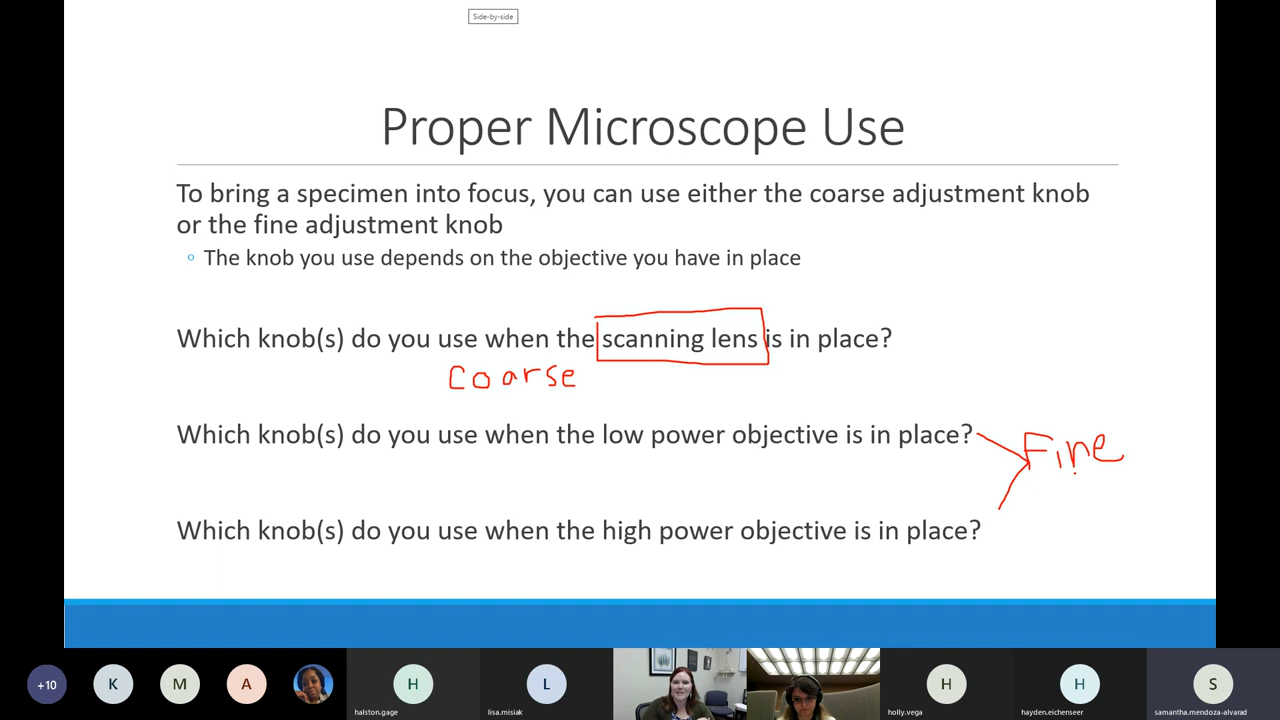 Side-by-side
Proper Microscope Use
To bring a specimen into focus, you can use either the coarse adjustment knob
or the fine adjustment knob
The knob you use depends on the objective you have in place
Which knob(s) do you use when the scanning lens is in place?
coarse
Which knob(s) do you use when the low power objective is in place?
Fine
Which knob(s) do you use when the high power objective is in place?
+10 K M A H L H H S
halston.gage lisa.misiak holly.vega hayden.eichenseer samantha.mendoza-alvarad